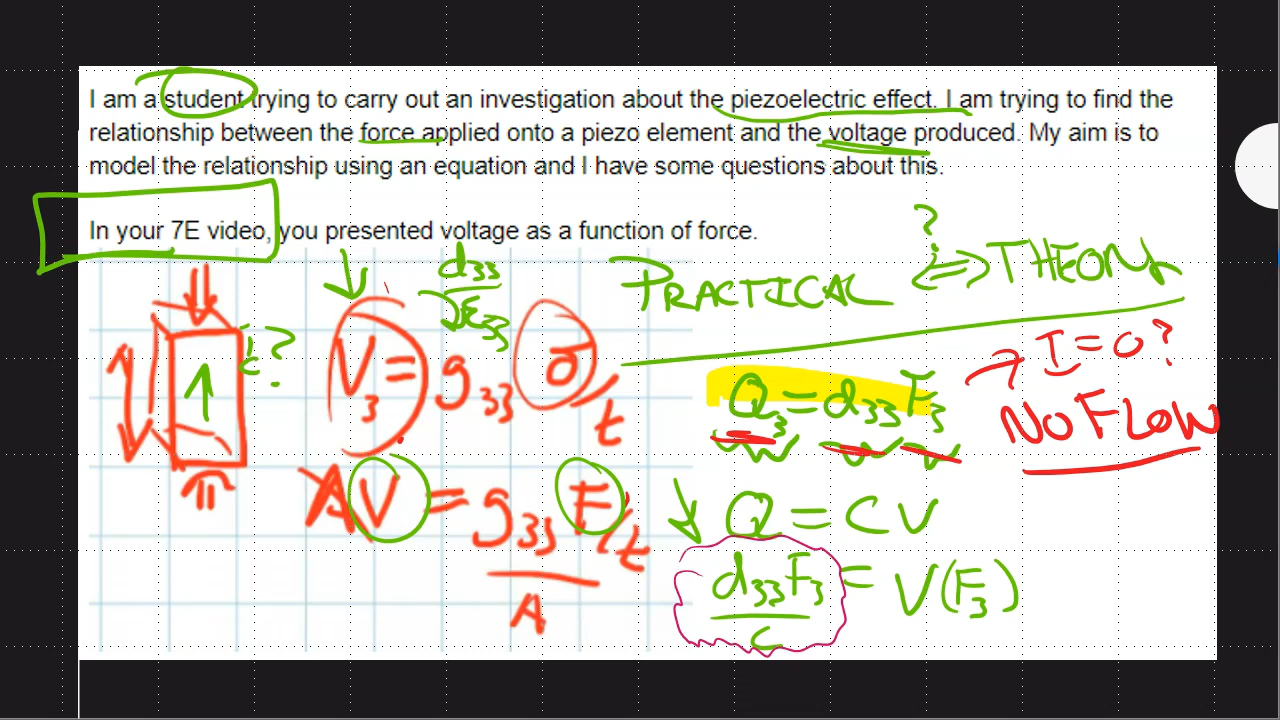 I am a student trying to carry out an investigation about the piezoelectric effect. I am trying to find the
relationship between the force applied onto a piezo element and the voltage produced. My aim is to
model the relationship using an equation and I have some questions about this.
In your 7E video, you presented voltage as a function of force.
?
PRACTICAL ⇔ THEORY
d33
V3 = g33 σ/t
?
→ I = 0?
NO FLOW
Q3 = d33 F3
V = g33 F/t
A
Q = CV
d33 F3 = V(F3)
C